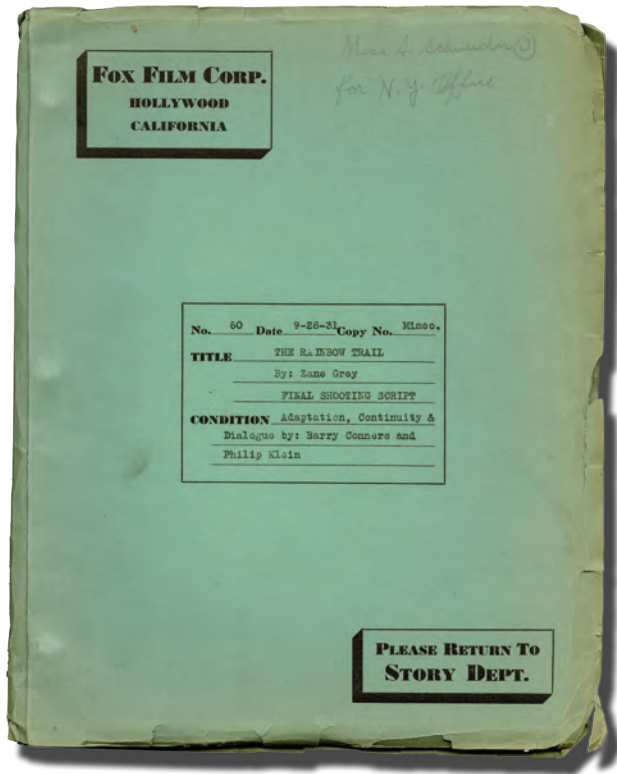 FOX FILM CORP.
HOLLYWOOD
CALIFORNIA
Miss
for N.Y. Office
No. 60 Date 9-28-31 Copy No. Mimeo.
TITLE THE RAINBOW TRAIL
By: Zane Grey
FINAL SHOOTING SCRIPT
CONDITION Adaptation, Continuity &
Dialogue by: Barry Conners and
Philip Klein
PLEASE RETURN TO
STORY DEPT.